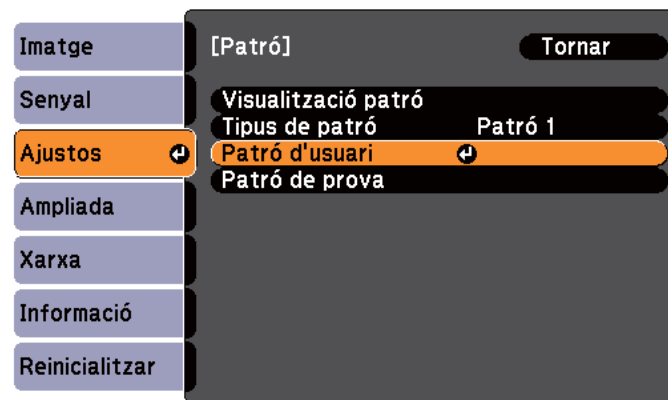 Imatge
Senyal
Ajustos
Ampliada
Xarxa
Informació
Reinicialitzar
[Patró] Tornar
Visualització patró
Tipus de patró Patró 1
Patró d'usuari
Patró de prova